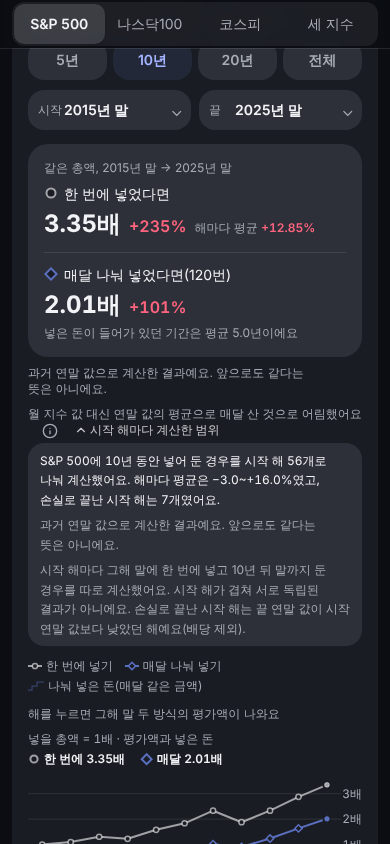 S&P 500 나스닥100 코스피 세 지수
5년 10년 20년 전체
시작 2015년 말 끝 2025년 말
같은 총액, 2015년 말 → 2025년 말
한 번에 넣었다면
3.35배 +235% 해마다 평균 +12.85%
매달 나눠 넣었다면(120번)
2.01배 +101%
넣은 돈이 들어가 있던 기간은 평균 5.0년이에요
과거 연말 값으로 계산한 결과예요. 앞으로도 같다는
뜻은 아니에요.
월 지수 값 대신 연말 값의 평균으로 매달 산 것으로 어림했어요
시작 해마다 계산한 범위
S&P 500에 10년 동안 넣어 둔 경우를 시작 해 56개로
나눠 계산했어요. 해마다 평균은 −3.0~+16.0%였고,
손실로 끝난 시작 해는 7개였어요.
과거 연말 값으로 계산한 결과예요. 앞으로도 같다는
뜻은 아니에요.
시작 해마다 그해 말에 한 번에 넣고 10년 뒤 말까지 둔
경우를 따로 계산했어요. 시작 해가 겹쳐 서로 독립된
결과가 아니에요. 손실로 끝난 시작 해는 끝 연말 값이 시작
연말 값보다 낮았던 해예요(배당 제외).
한 번에 넣기 매달 나눠 넣기
나눠 넣은 돈(매달 같은 금액)
해를 누르면 그해 말 두 방식의 평가액이 나와요
넣을 총액 = 1배 · 평가액과 넣은 돈
한 번에 3.35배 매달 2.01배
3배
2배
1배